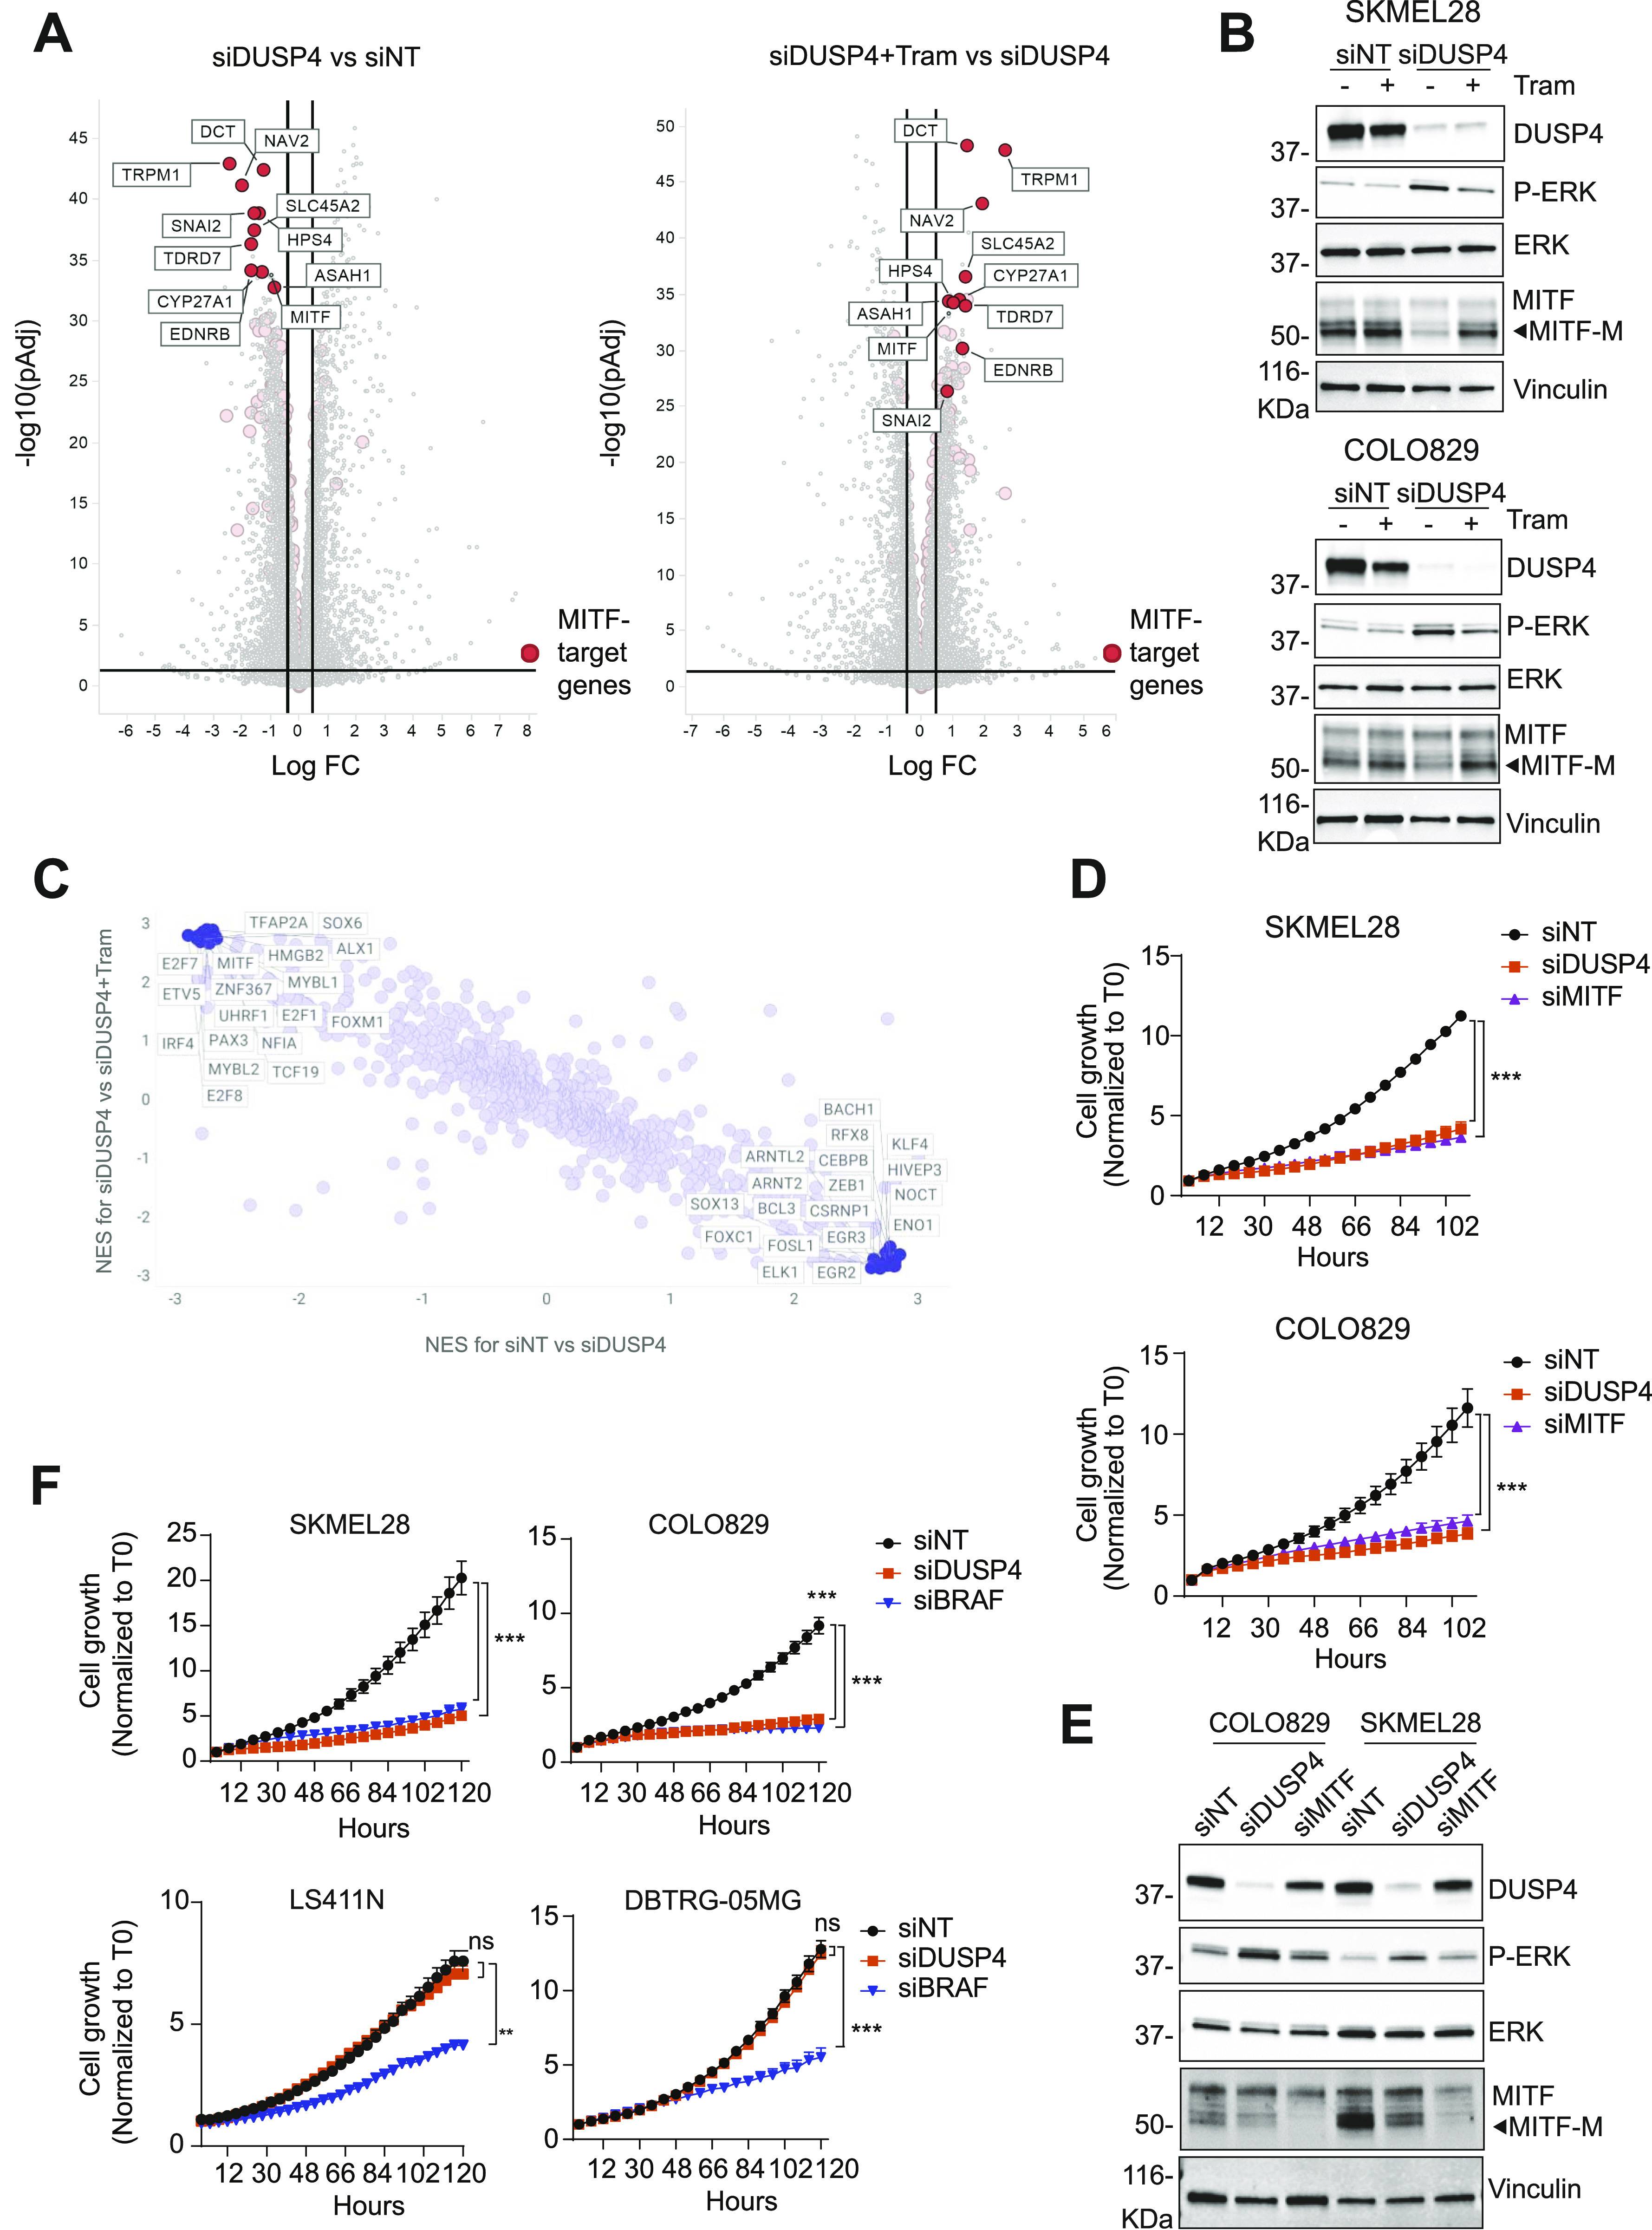 A
siDUSP4 vs siNT
-log10(pAdj)
45
40
35
30
25
20
15
10
5
0
DCT
NAV2
TRPM1
SLC45A2
SNAI2
HPS4
TDRD7
ASAH1
CYP27A1
MITF
EDNRB
MITF-
target
genes
-6 -5 -4 -3 -2 -1 0 1 2 3 4 5 6 7 8
Log FC
siDUSP4+Tram vs siDUSP4
-log10(pAdj)
50
45
40
35
30
25
20
15
10
5
0
DCT
TRPM1
NAV2
SLC45A2
HPS4
CYP27A1
ASAH1
TDRD7
MITF
EDNRB
SNAI2
MITF-
target
genes
-7 -6 -5 -4 -3 -2 -1 0 1 2 3 4 5 6
Log FC
B
SKMEL28
siNT siDUSP4
- + - + Tram
37- DUSP4
37- P-ERK
37- ERK
MITF
50- ◄MITF-M
116- Vinculin
KDa
COLO829
siNT siDUSP4
- + - + Tram
37- DUSP4
37- P-ERK
37- ERK
MITF
50- ◄MITF-M
116- Vinculin
KDa
C
NES for siDUSP4 vs siDUSP4+Tram
3
2
1
0
-1
-2
-3
TFAP2A SOX6
E2F7 MITF HMGB2 ALX1
ETV5 ZNF367 MYBL1
UHRF1 E2F1 FOXM1
IRF4 PAX3 NFIA
MYBL2 TCF19
E2F8
BACH1
RFX8 KLF4
ARNTL2 CEBPB HIVEP3
ARNT2 ZEB1 NOCT
SOX13 BCL3 CSRNP1 ENO1
FOXC1 FOSL1 EGR3
ELK1 EGR2
-3 -2 -1 0 1 2 3
NES for siNT vs siDUSP4
D
SKMEL28
Cell growth
(Normalized to T0)
15
10
5
0
siNT
siDUSP4
siMITF
***
12 30 48 66 84 102
Hours
COLO829
Cell growth
(Normalized to T0)
15
10
5
0
siNT
siDUSP4
siMITF
***
12 30 48 66 84 102
Hours
E
COLO829 SKMEL28
siNT siDUSP4 siMITF siNT siDUSP4 siMITF
37- DUSP4
37- P-ERK
37- ERK
MITF
50- ◄MITF-M
116- Vinculin
KDa
F
SKMEL28
Cell growth
(Normalized to T0)
25
20
15
10
5
0
***
12 30 48 66 84 102 120
Hours
COLO829
15
10
5
0
***
***
siNT
siDUSP4
siBRAF
12 30 48 66 84 102 120
Hours
LS411N
Cell growth
(Normalized to T0)
10
5
0
ns
**
12 30 48 66 84 102 120
Hours
DBTRG-05MG
15
10
5
0
ns
***
siNT
siDUSP4
siBRAF
12 30 48 66 84 102 120
Hours